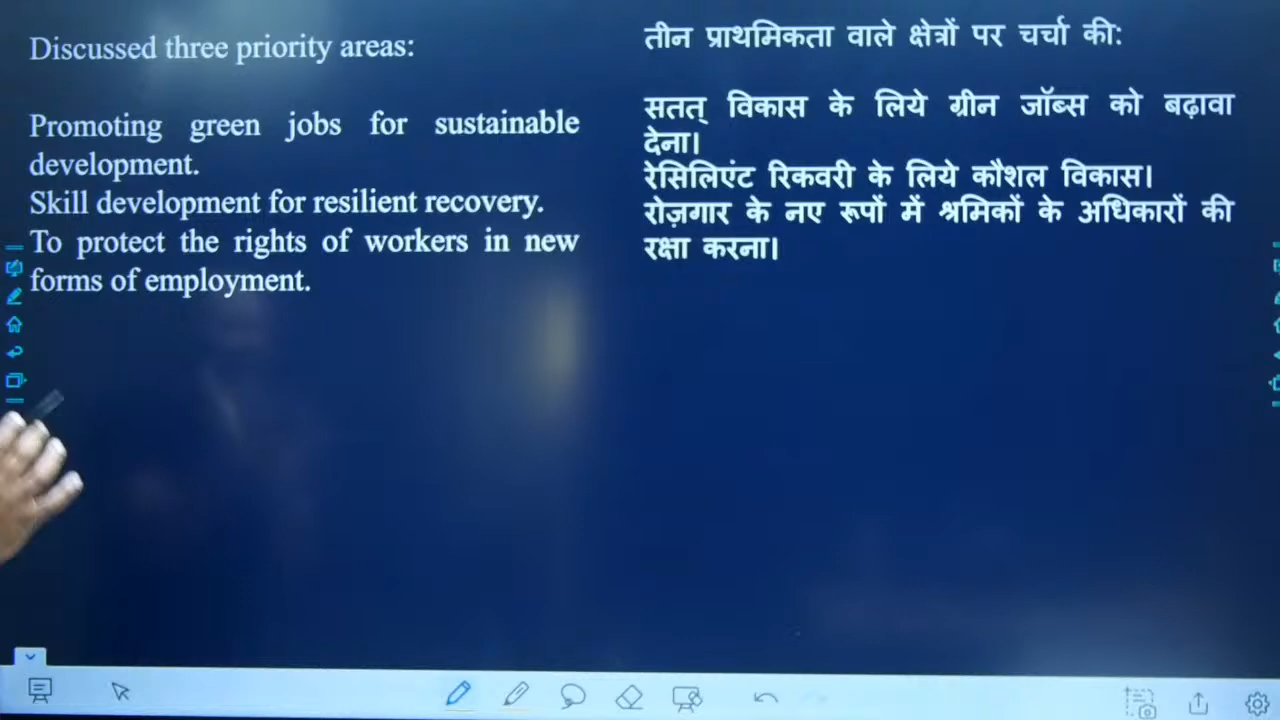 Discussed three priority areas:
Promoting green jobs for sustainable
development.
Skill development for resilient recovery.
To protect the rights of workers in new
forms of employment.
तीन प्राथमिकता वाले क्षेत्रों पर चर्चा की:
सतत् विकास के लिये ग्रीन जॉब्स को बढ़ावा
देना।
रेसिलिएंट रिकवरी के लिये कौशल विकास।
रोज़गार के नए रूपों में श्रमिकों के अधिकारों की
रक्षा करना।